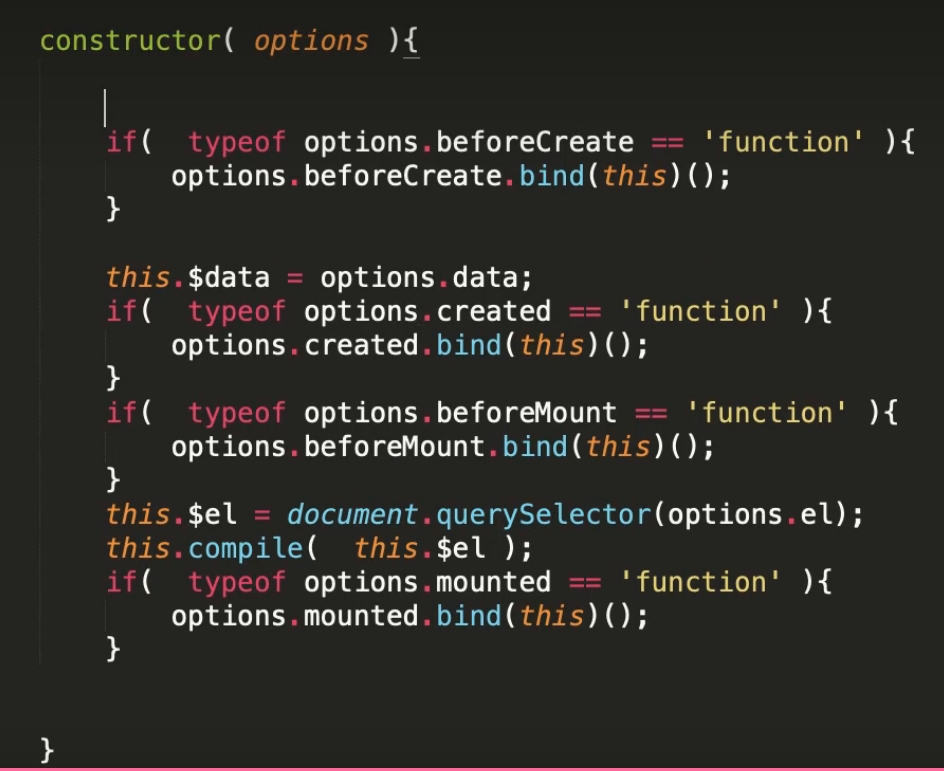 constructor( options ){
if(  typeof options.beforeCreate == 'function' ){
options.beforeCreate.bind(this)();
}
this.$data = options.data;
if(  typeof options.created == 'function' ){
options.created.bind(this)();
}
if(  typeof options.beforeMount == 'function' ){
options.beforeMount.bind(this)();
}
this.$el = document.querySelector(options.el);
this.compile(  this.$el );
if(  typeof options.mounted == 'function' ){
options.mounted.bind(this)();
}
}